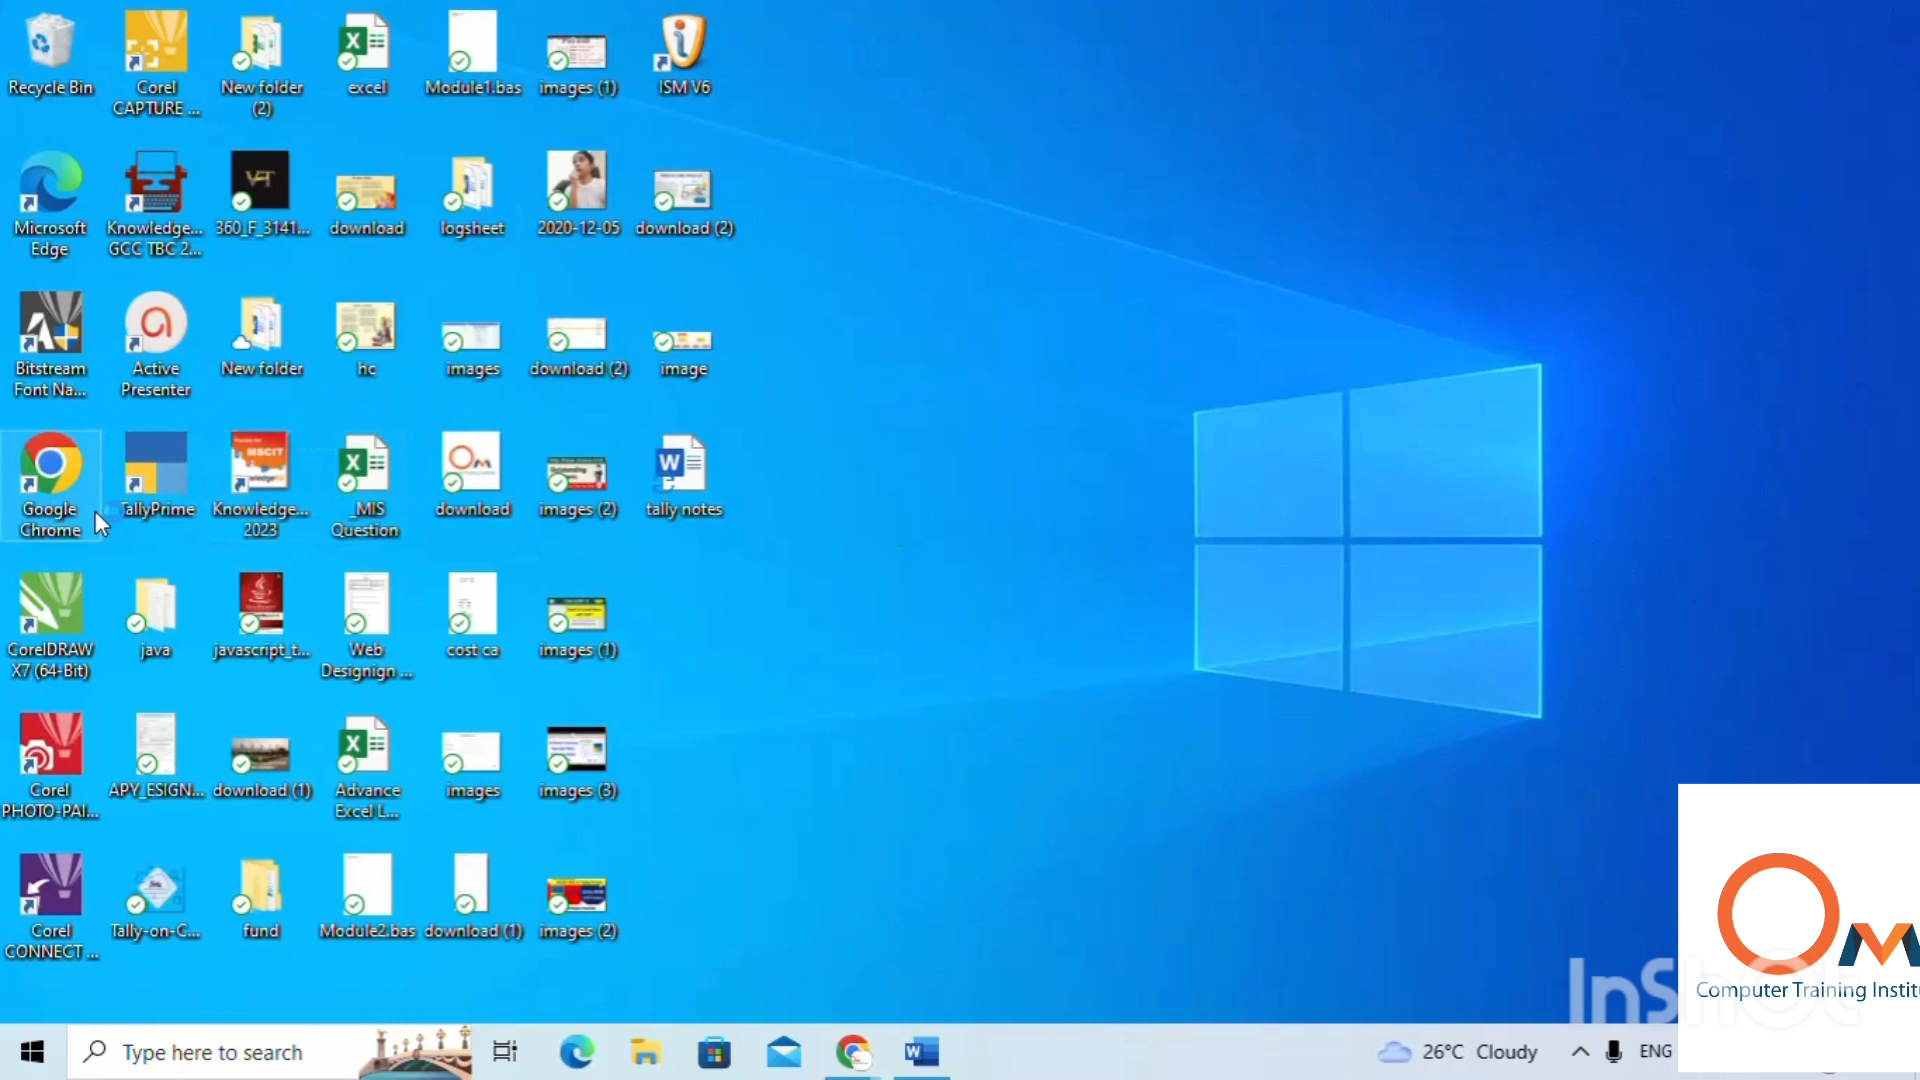 Recycle Bin
Corel
CAPTURE ...
New folder
(2)
excel
Module1.bas
images (1)
ISM V6
Microsoft
Edge
Knowledge...
GCC TBC 2...
360_F_3141...
download
logsheet
2020-12-05
download (2)
Bitstream
Font Na...
Active
Presenter
New folder
hc
images
download (2)
image
Google
Chrome
TallyPrime
MSCIT
Knowledge...
2023
_MIS
Question
Om
download
images (2)
tally notes
CorelDRAW
X7 (64-Bit)
java
javascript_t...
Web
Designign ...
cost ca
images (1)
Corel
PHOTO-PAI...
APY_ESIGN...
download (1)
Advance
Excel L...
images
images (3)
Corel
CONNECT ...
Tally-on-C...
fund
Module2.bas
download (1)
images (2)
Om
Computer Training Instit
InShOt
Type here to search
26°C Cloudy
ENG